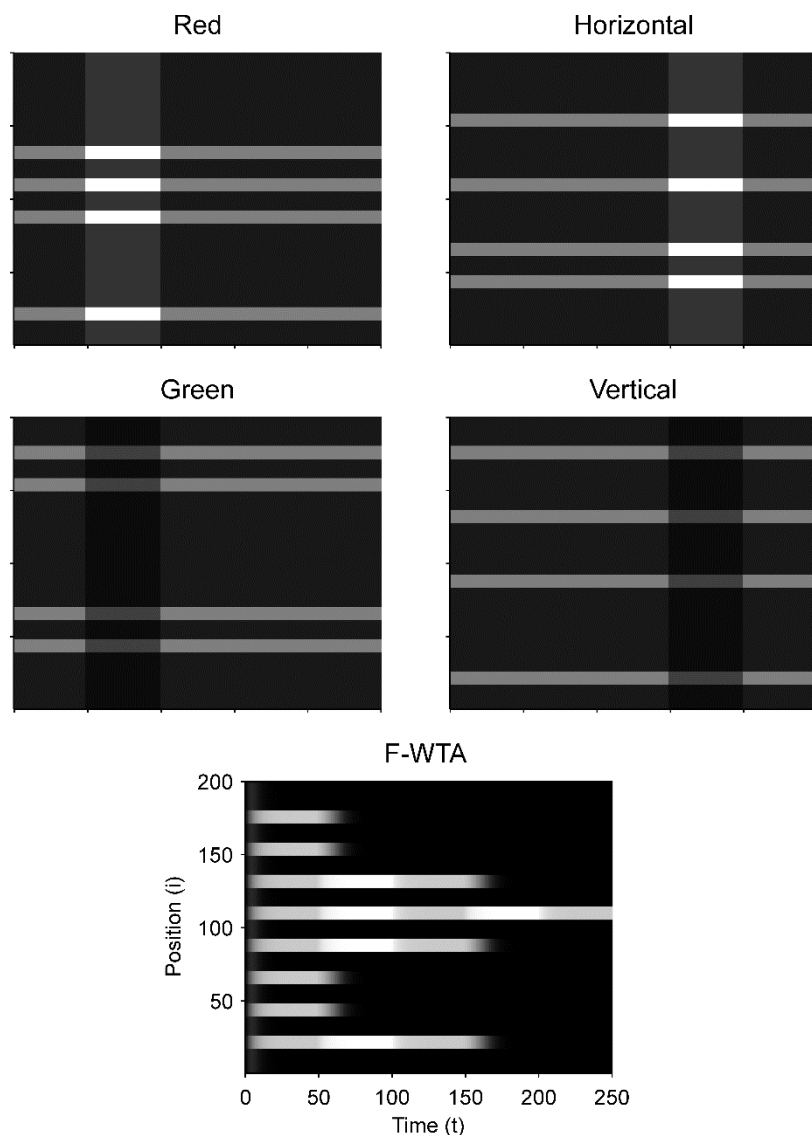 Red
Horizontal
Green
Vertical
F-WTA
200
150
100
50
Position (i)
0 50 100 150 200 250
Time (t)